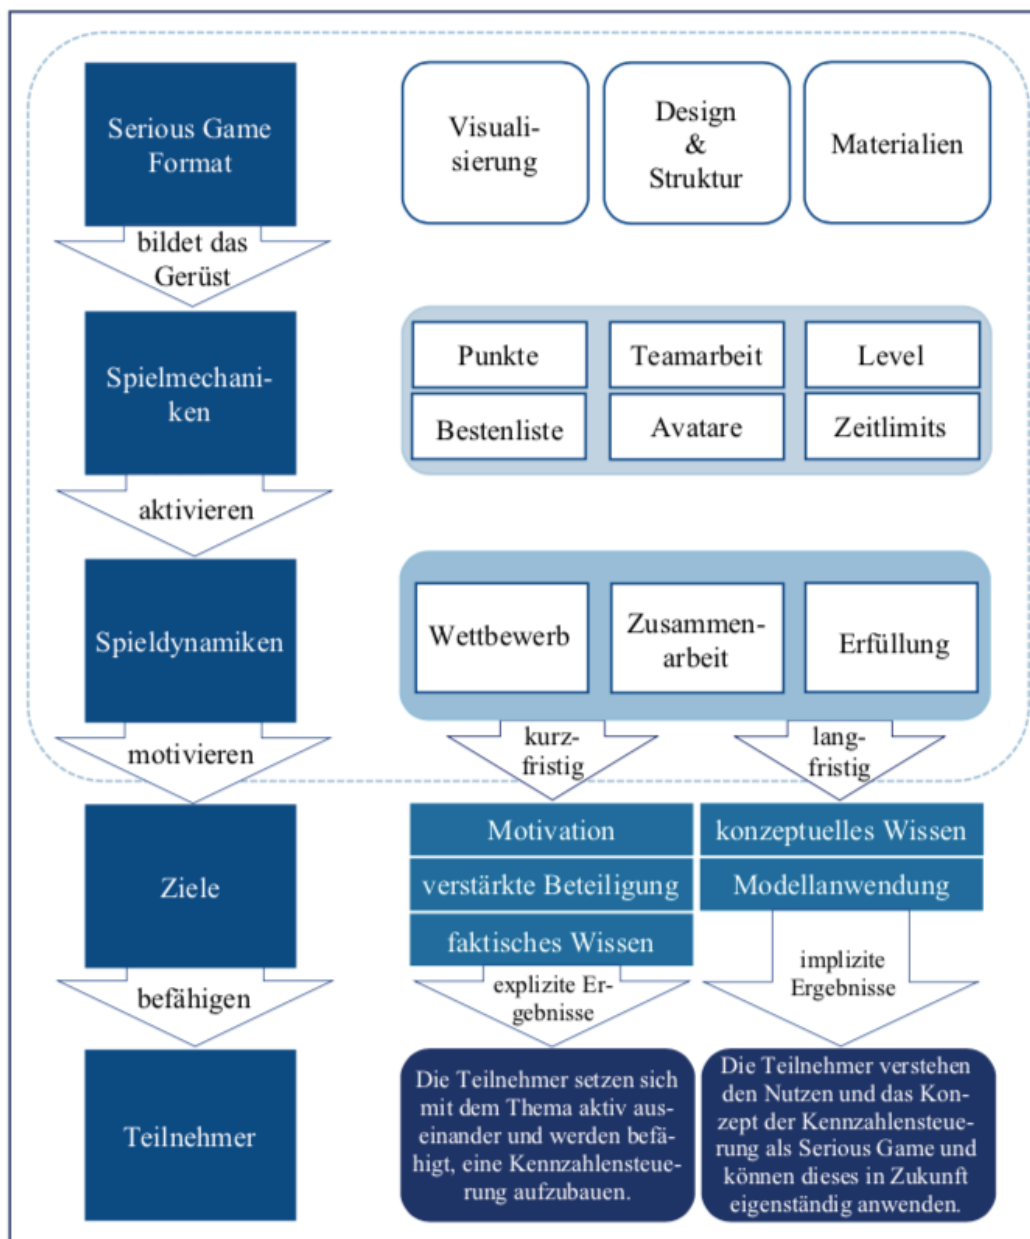 Serious Game
Format
Visuali-
sierung
Design
&
Struktur
Materialien
bildet das
Gerüst
Spielmechani-
ken
Punkte
Teamarbeit
Level
Bestenliste
Avatare
Zeitlimits
aktivieren
Spieldynamiken
Wettbewerb
Zusammen-
arbeit
Erfüllung
motivieren
kurz-
fristig
lang-
fristig
Ziele
Motivation
verstärkte Beteiligung
faktisches Wissen
konzeptuelles Wissen
Modellanwendung
befähigen
explizite Er-
gebnisse
implizite
Ergebnisse
Teilnehmer
Die Teilnehmer setzen sich
mit dem Thema aktiv aus-
einander und werden befä-
higt, eine Kennzahlensteue-
rung aufzubauen.
Die Teilnehmer verstehen
den Nutzen und das Kon-
zept der Kennzahlensteue-
rung als Serious Game und
können dieses in Zukunft
eigenständig anwenden.